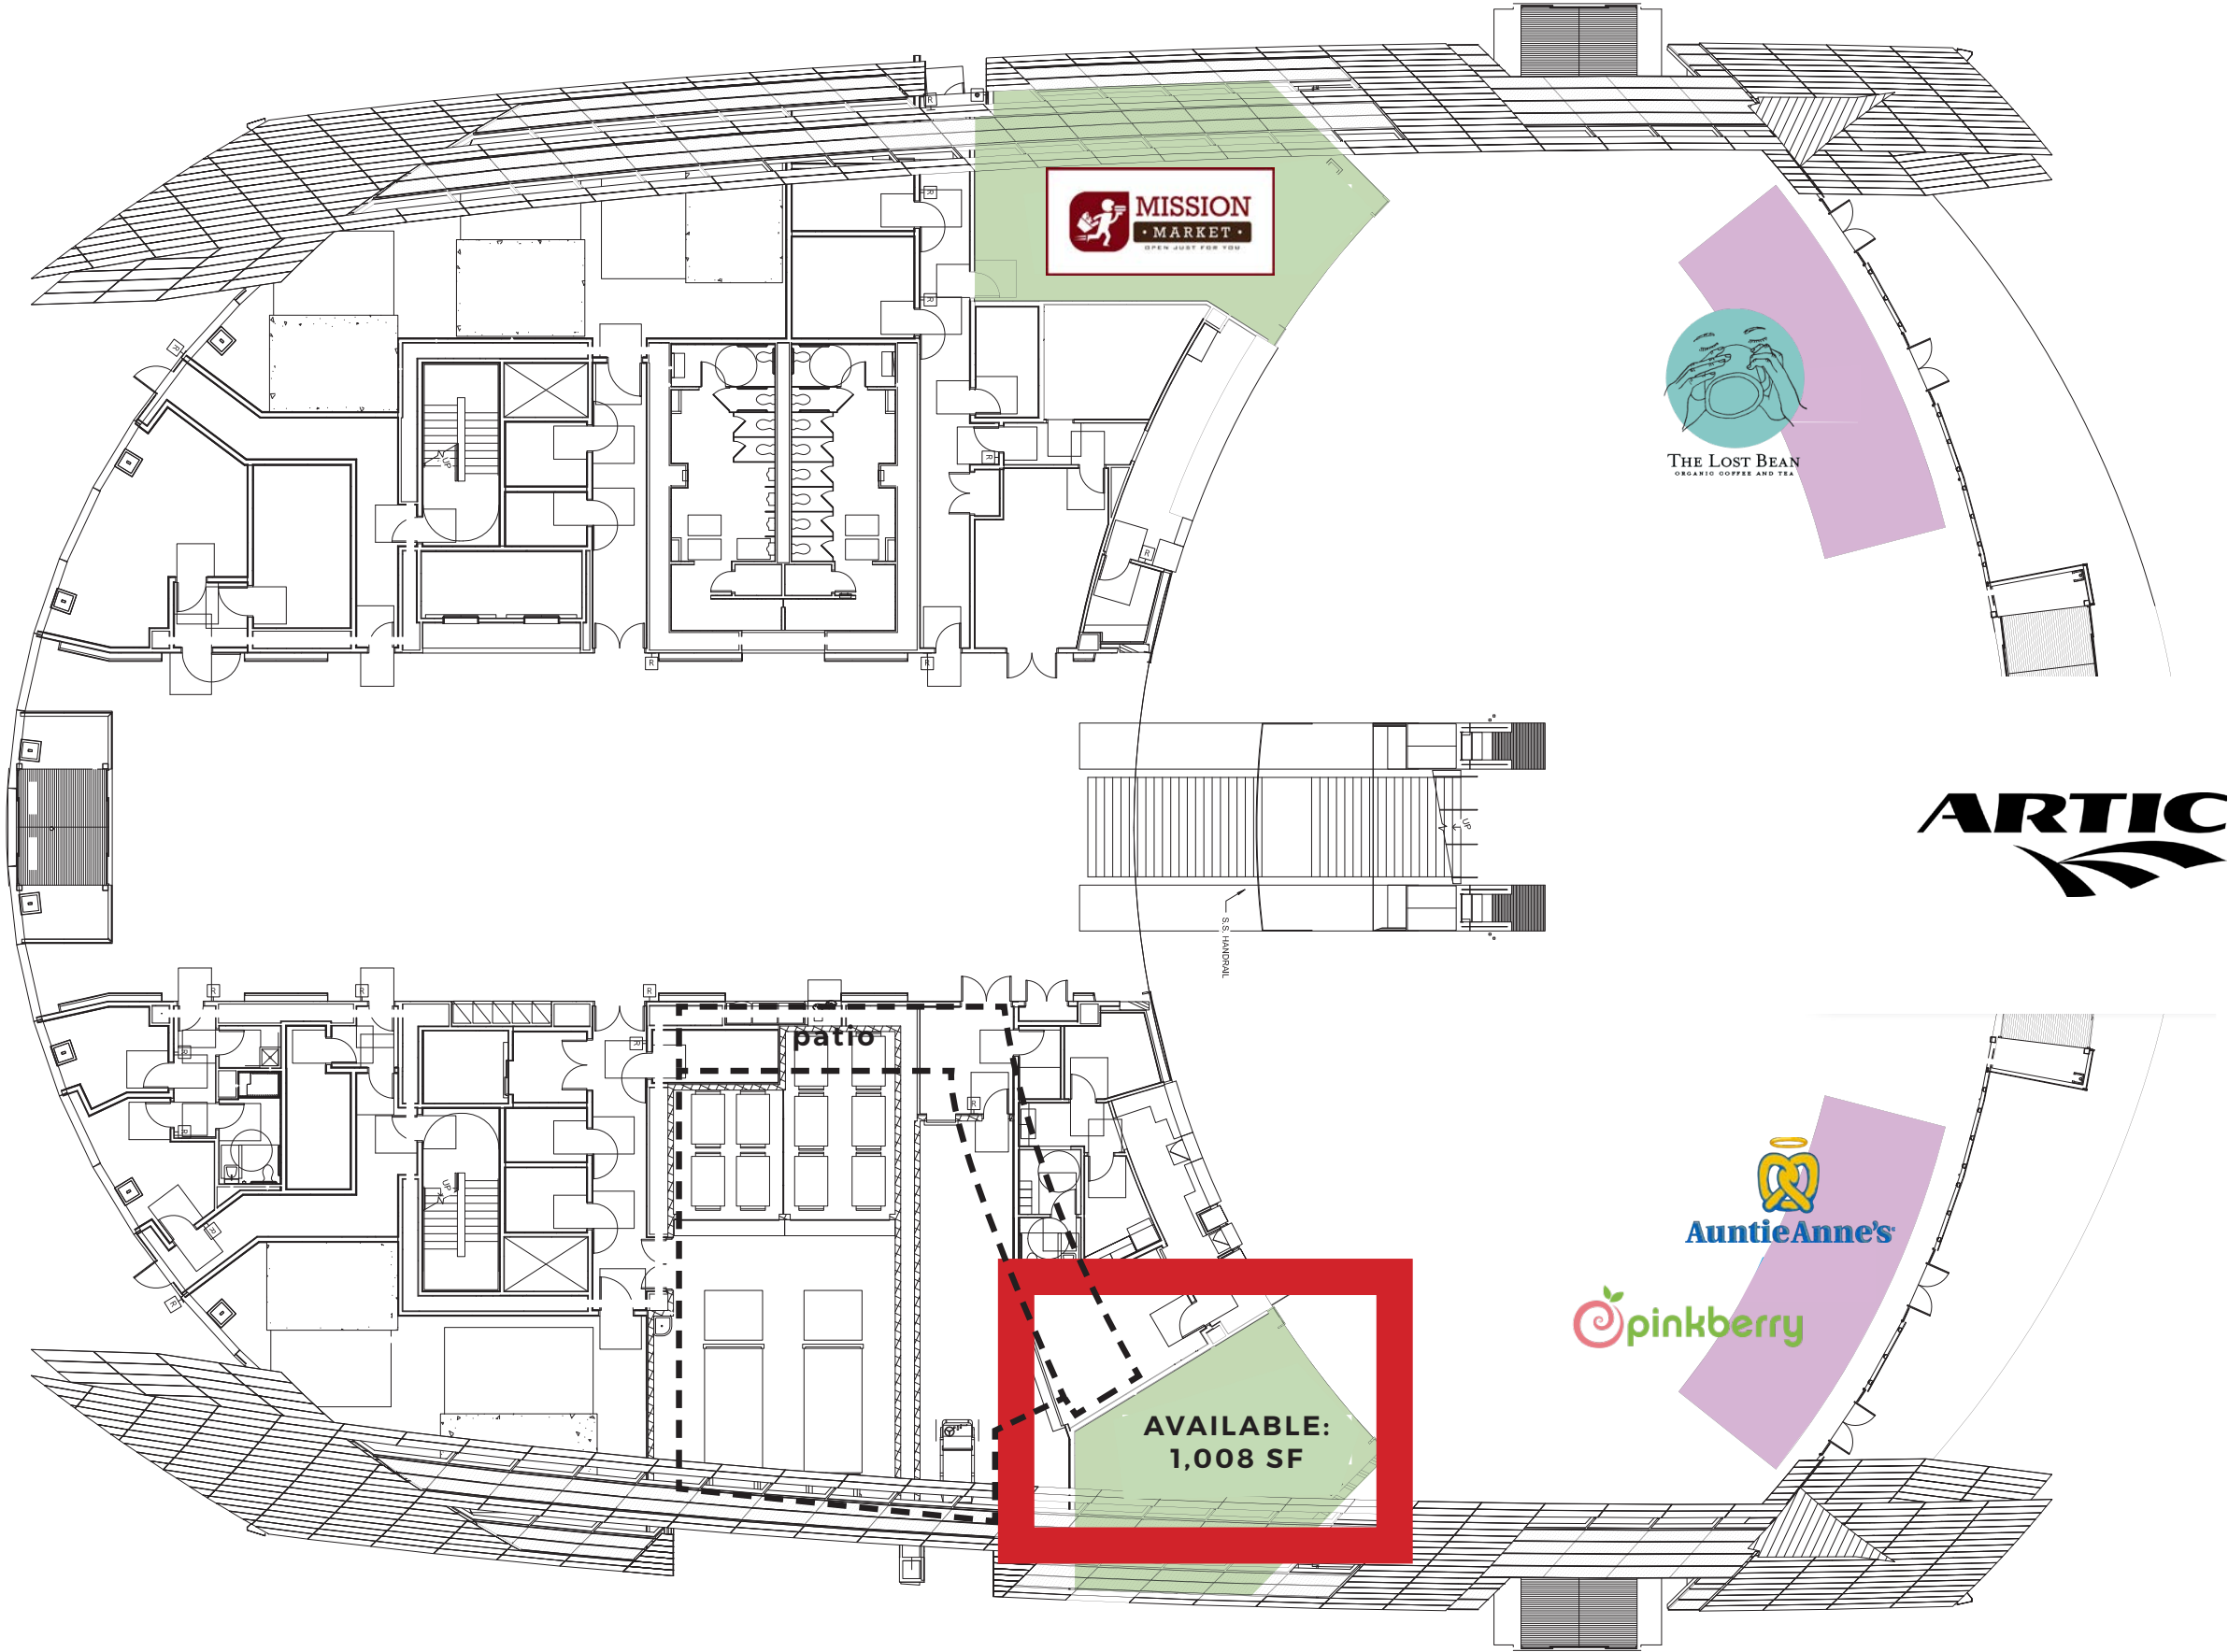 MISSION
• MARKET •
OPEN JUST FOR YOU
R
R
R
R
UP
THE LOST BEAN
ORGANIC COFFEE AND TEA
R
R
R
R
ARTIC
UP
S.S. HANDRAIL
R
R
R
patio
R
R
R
R
UP
R
R
AuntieAnne's
pinkberry
AVAILABLE:
1,008 SF